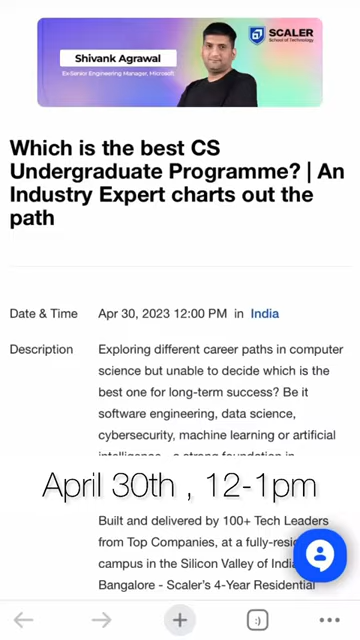 Shivank Agrawal
Ex-Senior Engineering Manager, Microsoft
SCALER
School of Technology
Which is the best CS
Undergraduate Programme? | An
Industry Expert charts out the
path
Date & Time
Apr 30, 2023 12:00 PM in India
Description
Exploring different career paths in computer
science but unable to decide which is the
best one for long-term success? Be it
software engineering, data science,
cybersecurity, machine learning or artificial
intelligence - a strong foundation in
April 30th , 12-1pm
Built and delivered by 100+ Tech Leaders
from Top Companies, at a fully-resi
campus in the Silicon Valley of Indi
Bangalore - Scaler's 4-Year Residential
:)